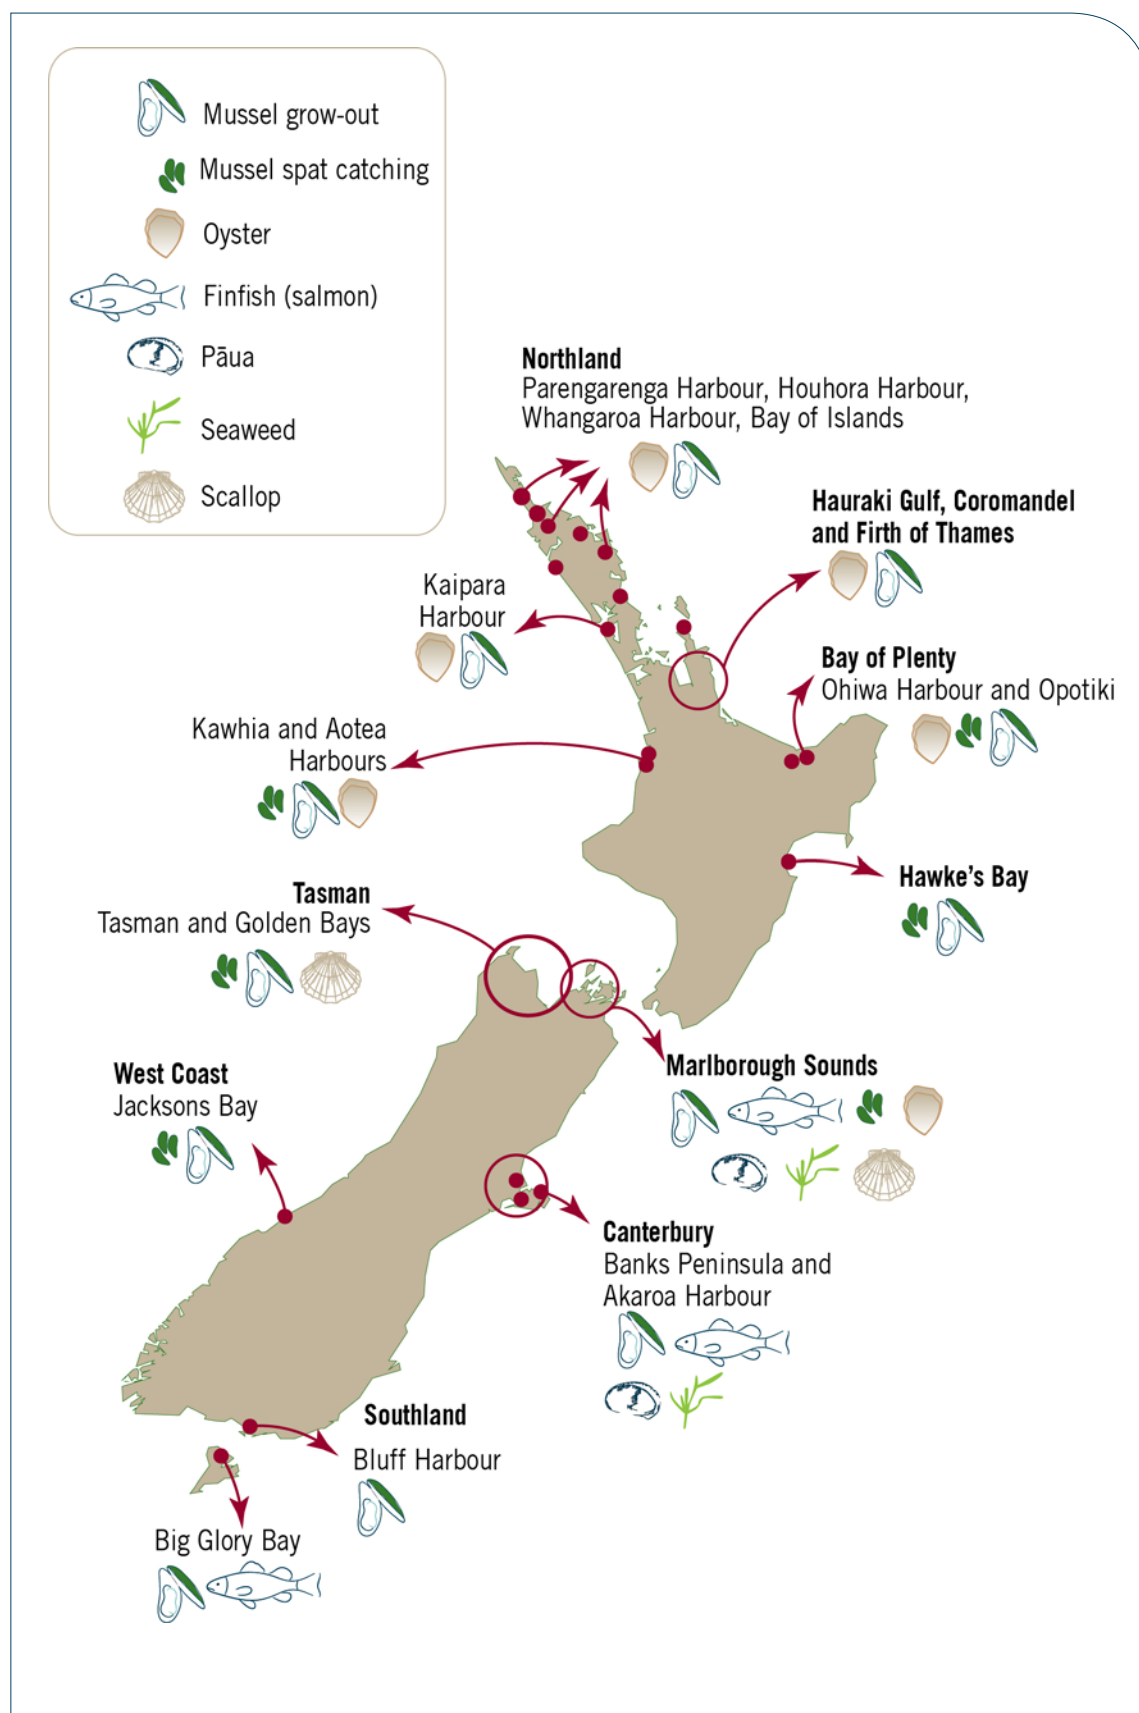 Mussel grow-out
Mussel spat catching
Oyster
Finfish (salmon)
Pāua
Seaweed
Scallop
Northland
Parengarenga Harbour, Houhora Harbour,
Whangaroa Harbour, Bay of Islands
Hauraki Gulf, Coromandel
and Firth of Thames
Kaipara
Harbour
Bay of Plenty
Ohiwa Harbour and Opotiki
Kawhia and Aotea
Harbours
Hawke's Bay
Tasman
Tasman and Golden Bays
Marlborough Sounds
West Coast
Jacksons Bay
Canterbury
Banks Peninsula and
Akaroa Harbour
Southland
Bluff Harbour
Big Glory Bay